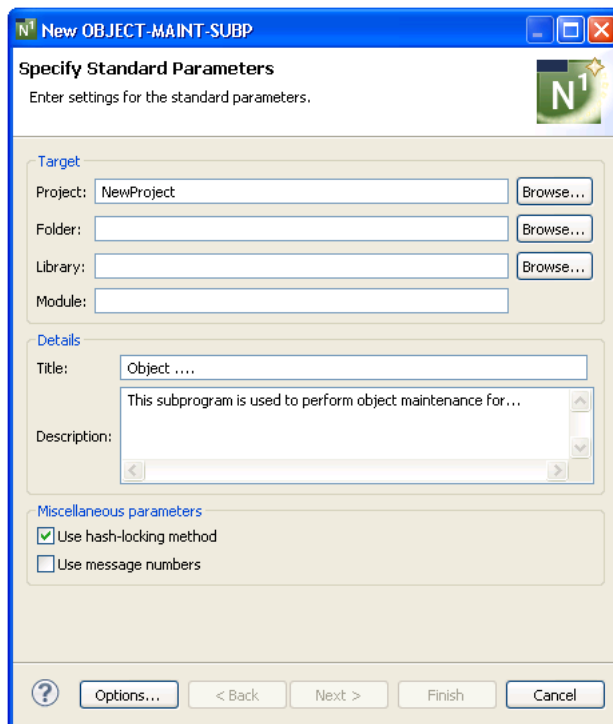 N1 New OBJECT-MAINT-SUBP
Specify Standard Parameters
Enter settings for the standard parameters.
N1
Target
Project: NewProject Browse...
Folder: Browse...
Library: Browse...
Module:
Details
Title: Object ....
This subprogram is used to perform object maintenance for...
Description:
Miscellaneous parameters
Use hash-locking method
Use message numbers
? Options... < Back Next > Finish Cancel